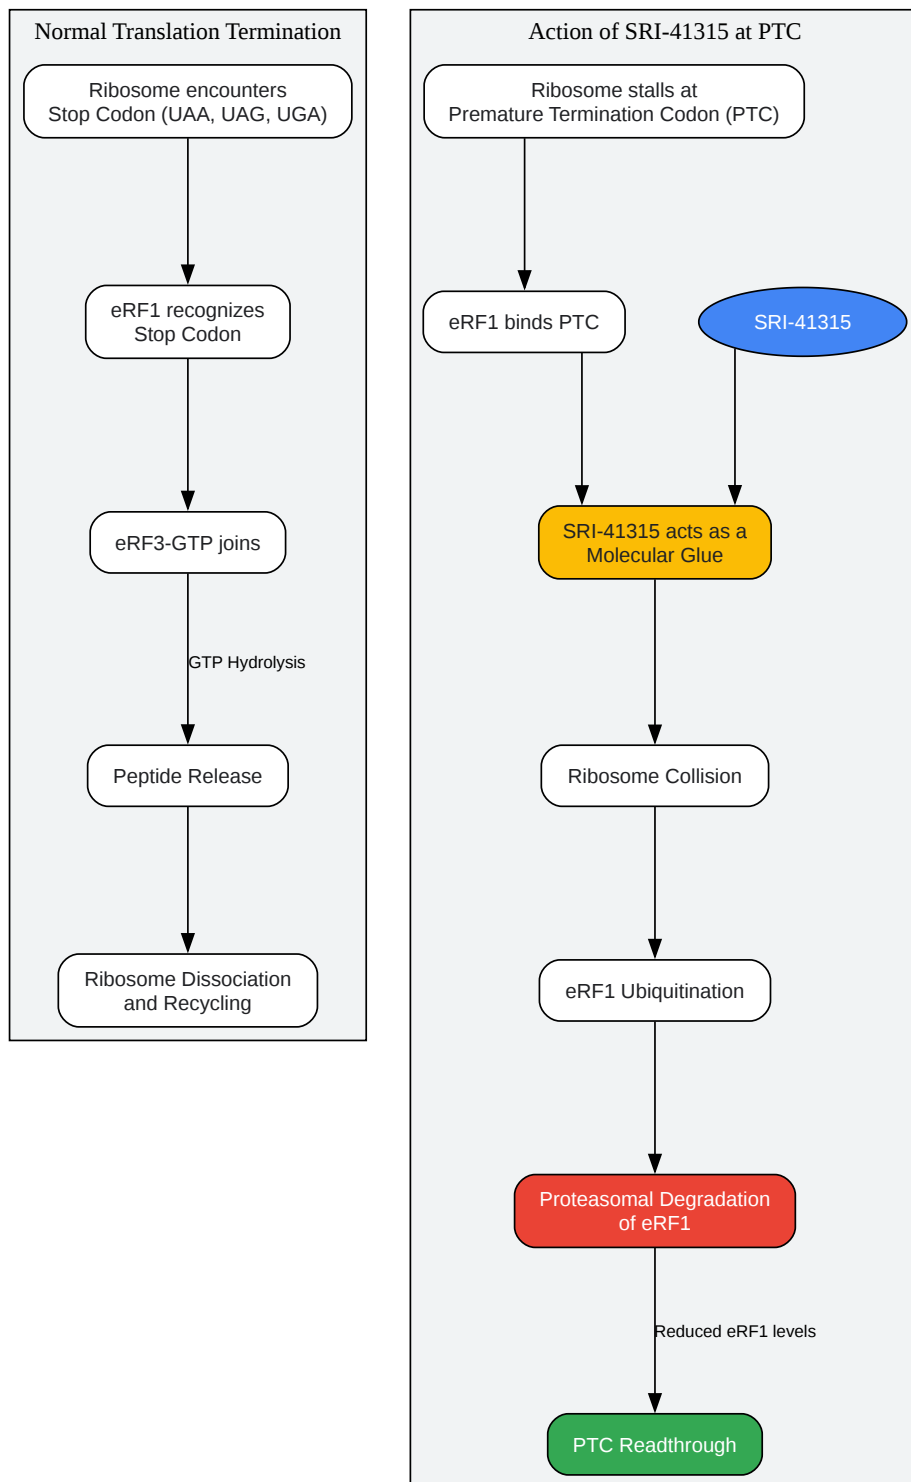 Normal Translation Termination
Ribosome encounters
Stop Codon (UAA, UAG, UGA)
eRF1 recognizes
Stop Codon
eRF3-GTP joins
GTP Hydrolysis
Peptide Release
Ribosome Dissociation
and Recycling
Action of SRI-41315 at PTC
Ribosome stalls at
Premature Termination Codon (PTC)
eRF1 binds PTC
SRI-41315
SRI-41315 acts as a
Molecular Glue
Ribosome Collision
eRF1 Ubiquitination
Proteasomal Degradation
of eRF1
Reduced eRF1 levels
PTC Readthrough